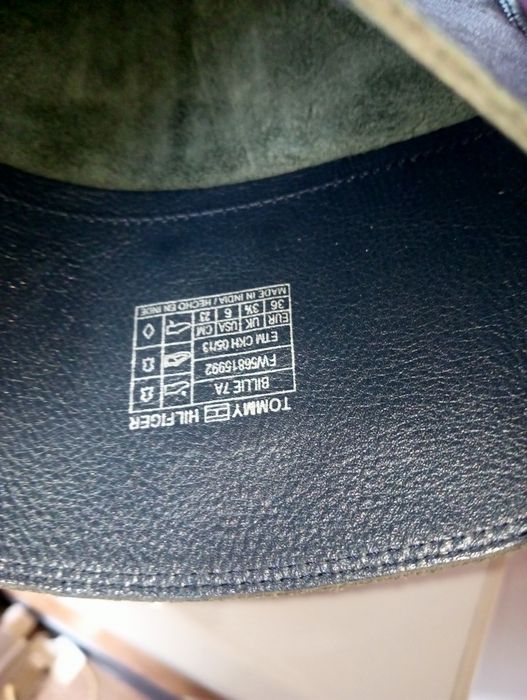 TOMMY HILFIGER
BILLIE 7A
FW56815992
ETM CKH 05/13
EUR UK USA CM
36 3½ 6 23
MADE IN INDIA / HECHO EN INDE